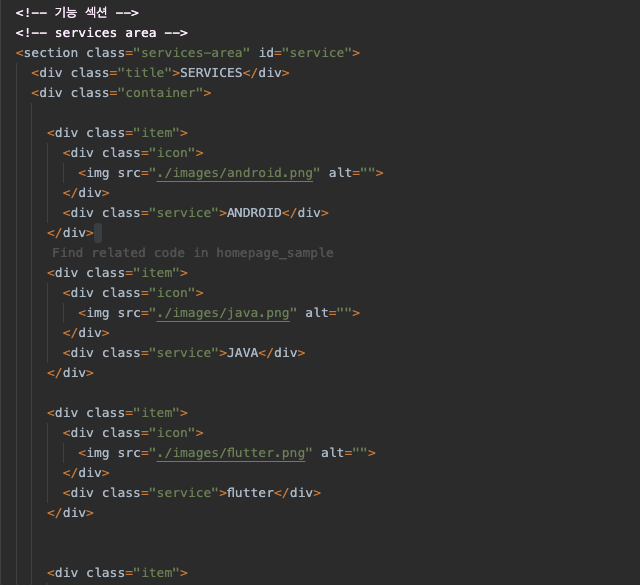 <!-- 기능 섹션 -->
<!-- services area -->
<section class="services-area" id="service">
<div class="title">SERVICES</div>
<div class="container">
<div class="item">
<div class="icon">
<img src="./images/android.png" alt="">
</div>
<div class="service">ANDROID</div>
</div>
Find related code in homepage_sample
<div class="item">
<div class="icon">
<img src="./images/java.png" alt="">
</div>
<div class="service">JAVA</div>
</div>
<div class="item">
<div class="icon">
<img src="./images/flutter.png" alt="">
</div>
<div class="service">flutter</div>
</div>
<div class="item">